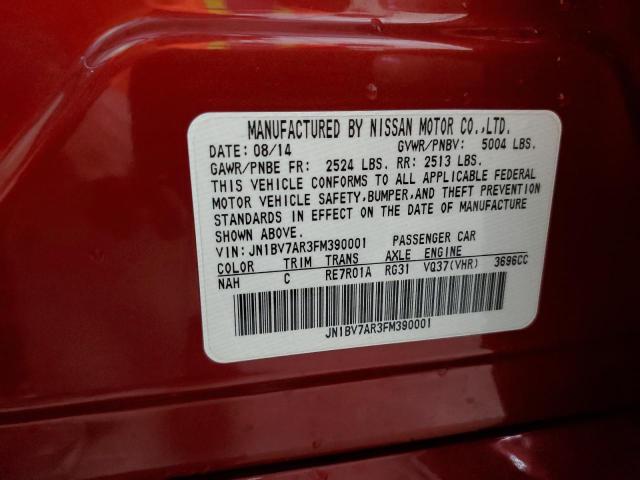 MANUFACTURED BY NISSAN MOTOR CO.,LTD.
DATE: 08/14 GVWR/PNBV: 5004 LBS.
GAWR/PNBE FR: 2524 LBS. RR: 2513 LBS.
THIS VEHICLE CONFORMS TO ALL APPLICABLE FEDERAL
MOTOR VEHICLE SAFETY,BUMPER,AND THEFT PREVENTION
STANDARDS IN EFFECT ON THE DATE OF MANUFACTURE
SHOWN ABOVE.
VIN: JN1BV7AR3FM390001 PASSENGER CAR
COLOR TRIM TRANS AXLE ENGINE
NAH C RE7R01A RG31 VQ37(VHR) 3696CC
JN1BV7AR3FM390001